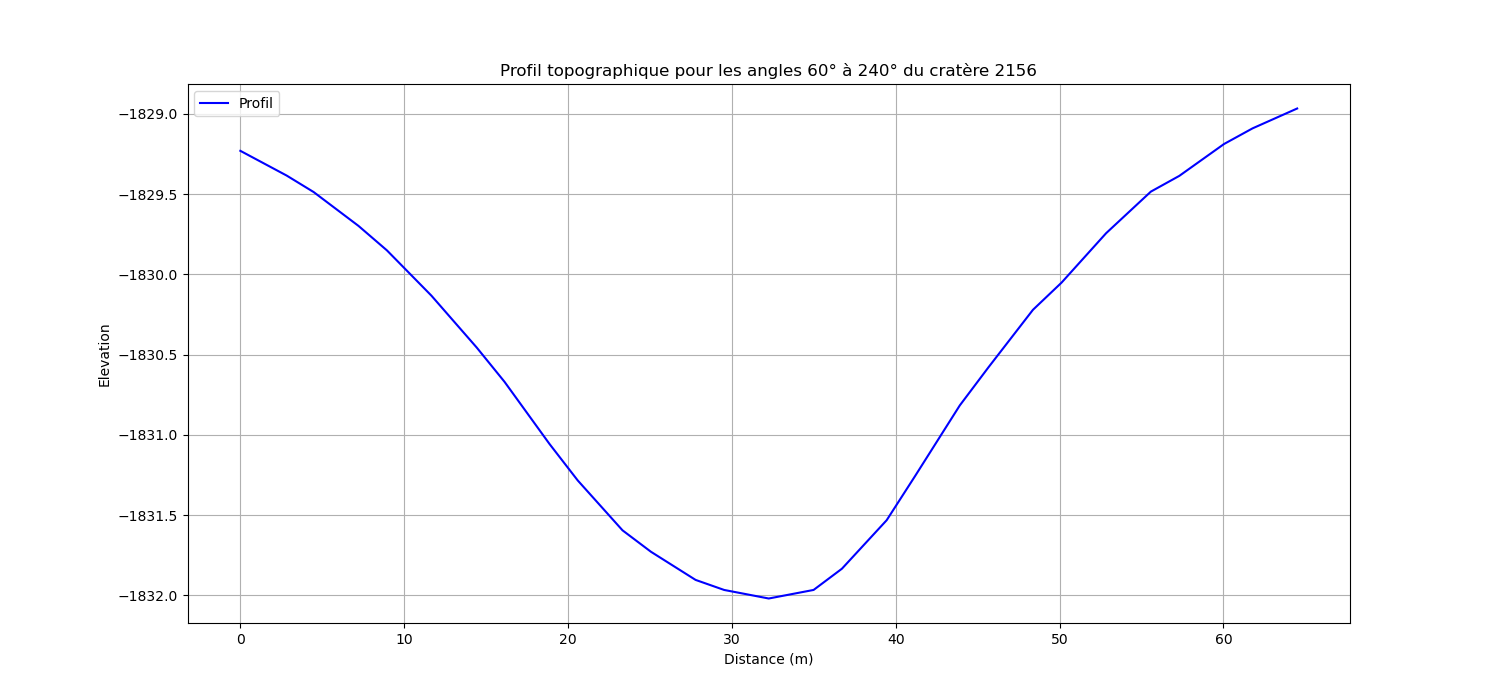 Profil topographique pour les angles 60° à 240° du cratère 2156
Profil
−1829.0
−1829.5
−1830.0
−1830.5
−1831.0
−1831.5
−1832.0
Elevation
0 10 20 30 40 50 60
Distance (m)